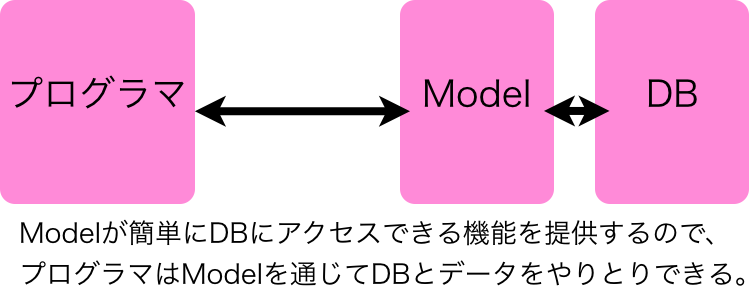 プログラマ
Model
DB
Modelが簡単にDBにアクセスできる機能を提供するので、
プログラマはModelを通じてDBとデータをやりとりできる。